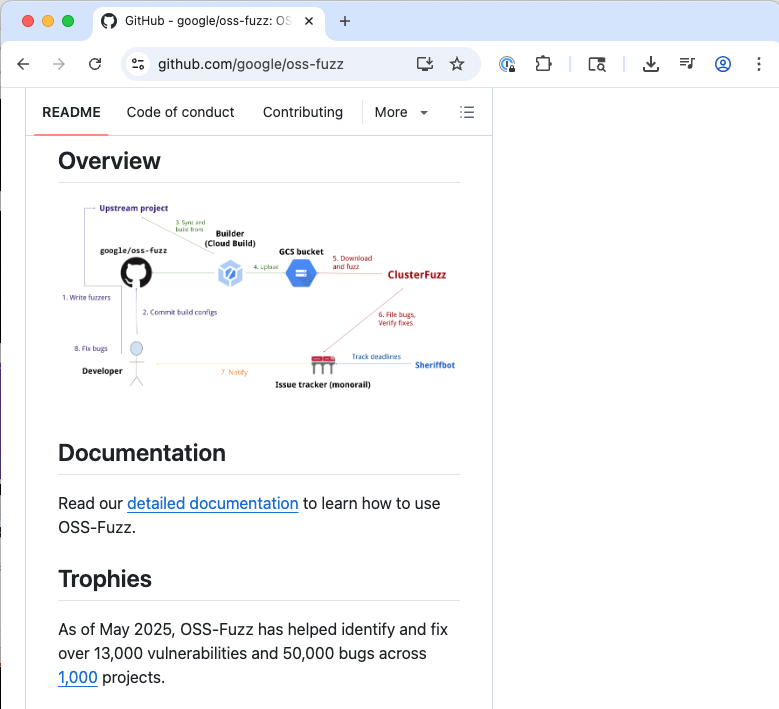 GitHub - google/oss-fuzz: OS
github.com/google/oss-fuzz
README Code of conduct Contributing More
Overview
Upstream project
3. Sync and
build from
Builder
(Cloud Build)
google/oss-fuzz
GCS bucket
4. Upload
5. Download
and fuzz
ClusterFuzz
1. Write fuzzers
2. Commit build configs
6. File bugs,
Verify fixes
8. Fix bugs
Developer
7. Notify
Track deadlines
Sheriffbot
Issue tracker (monorail)
Documentation
Read our detailed documentation to learn how to use
OSS-Fuzz.
Trophies
As of May 2025, OSS-Fuzz has helped identify and fix
over 13,000 vulnerabilities and 50,000 bugs across
1,000 projects.